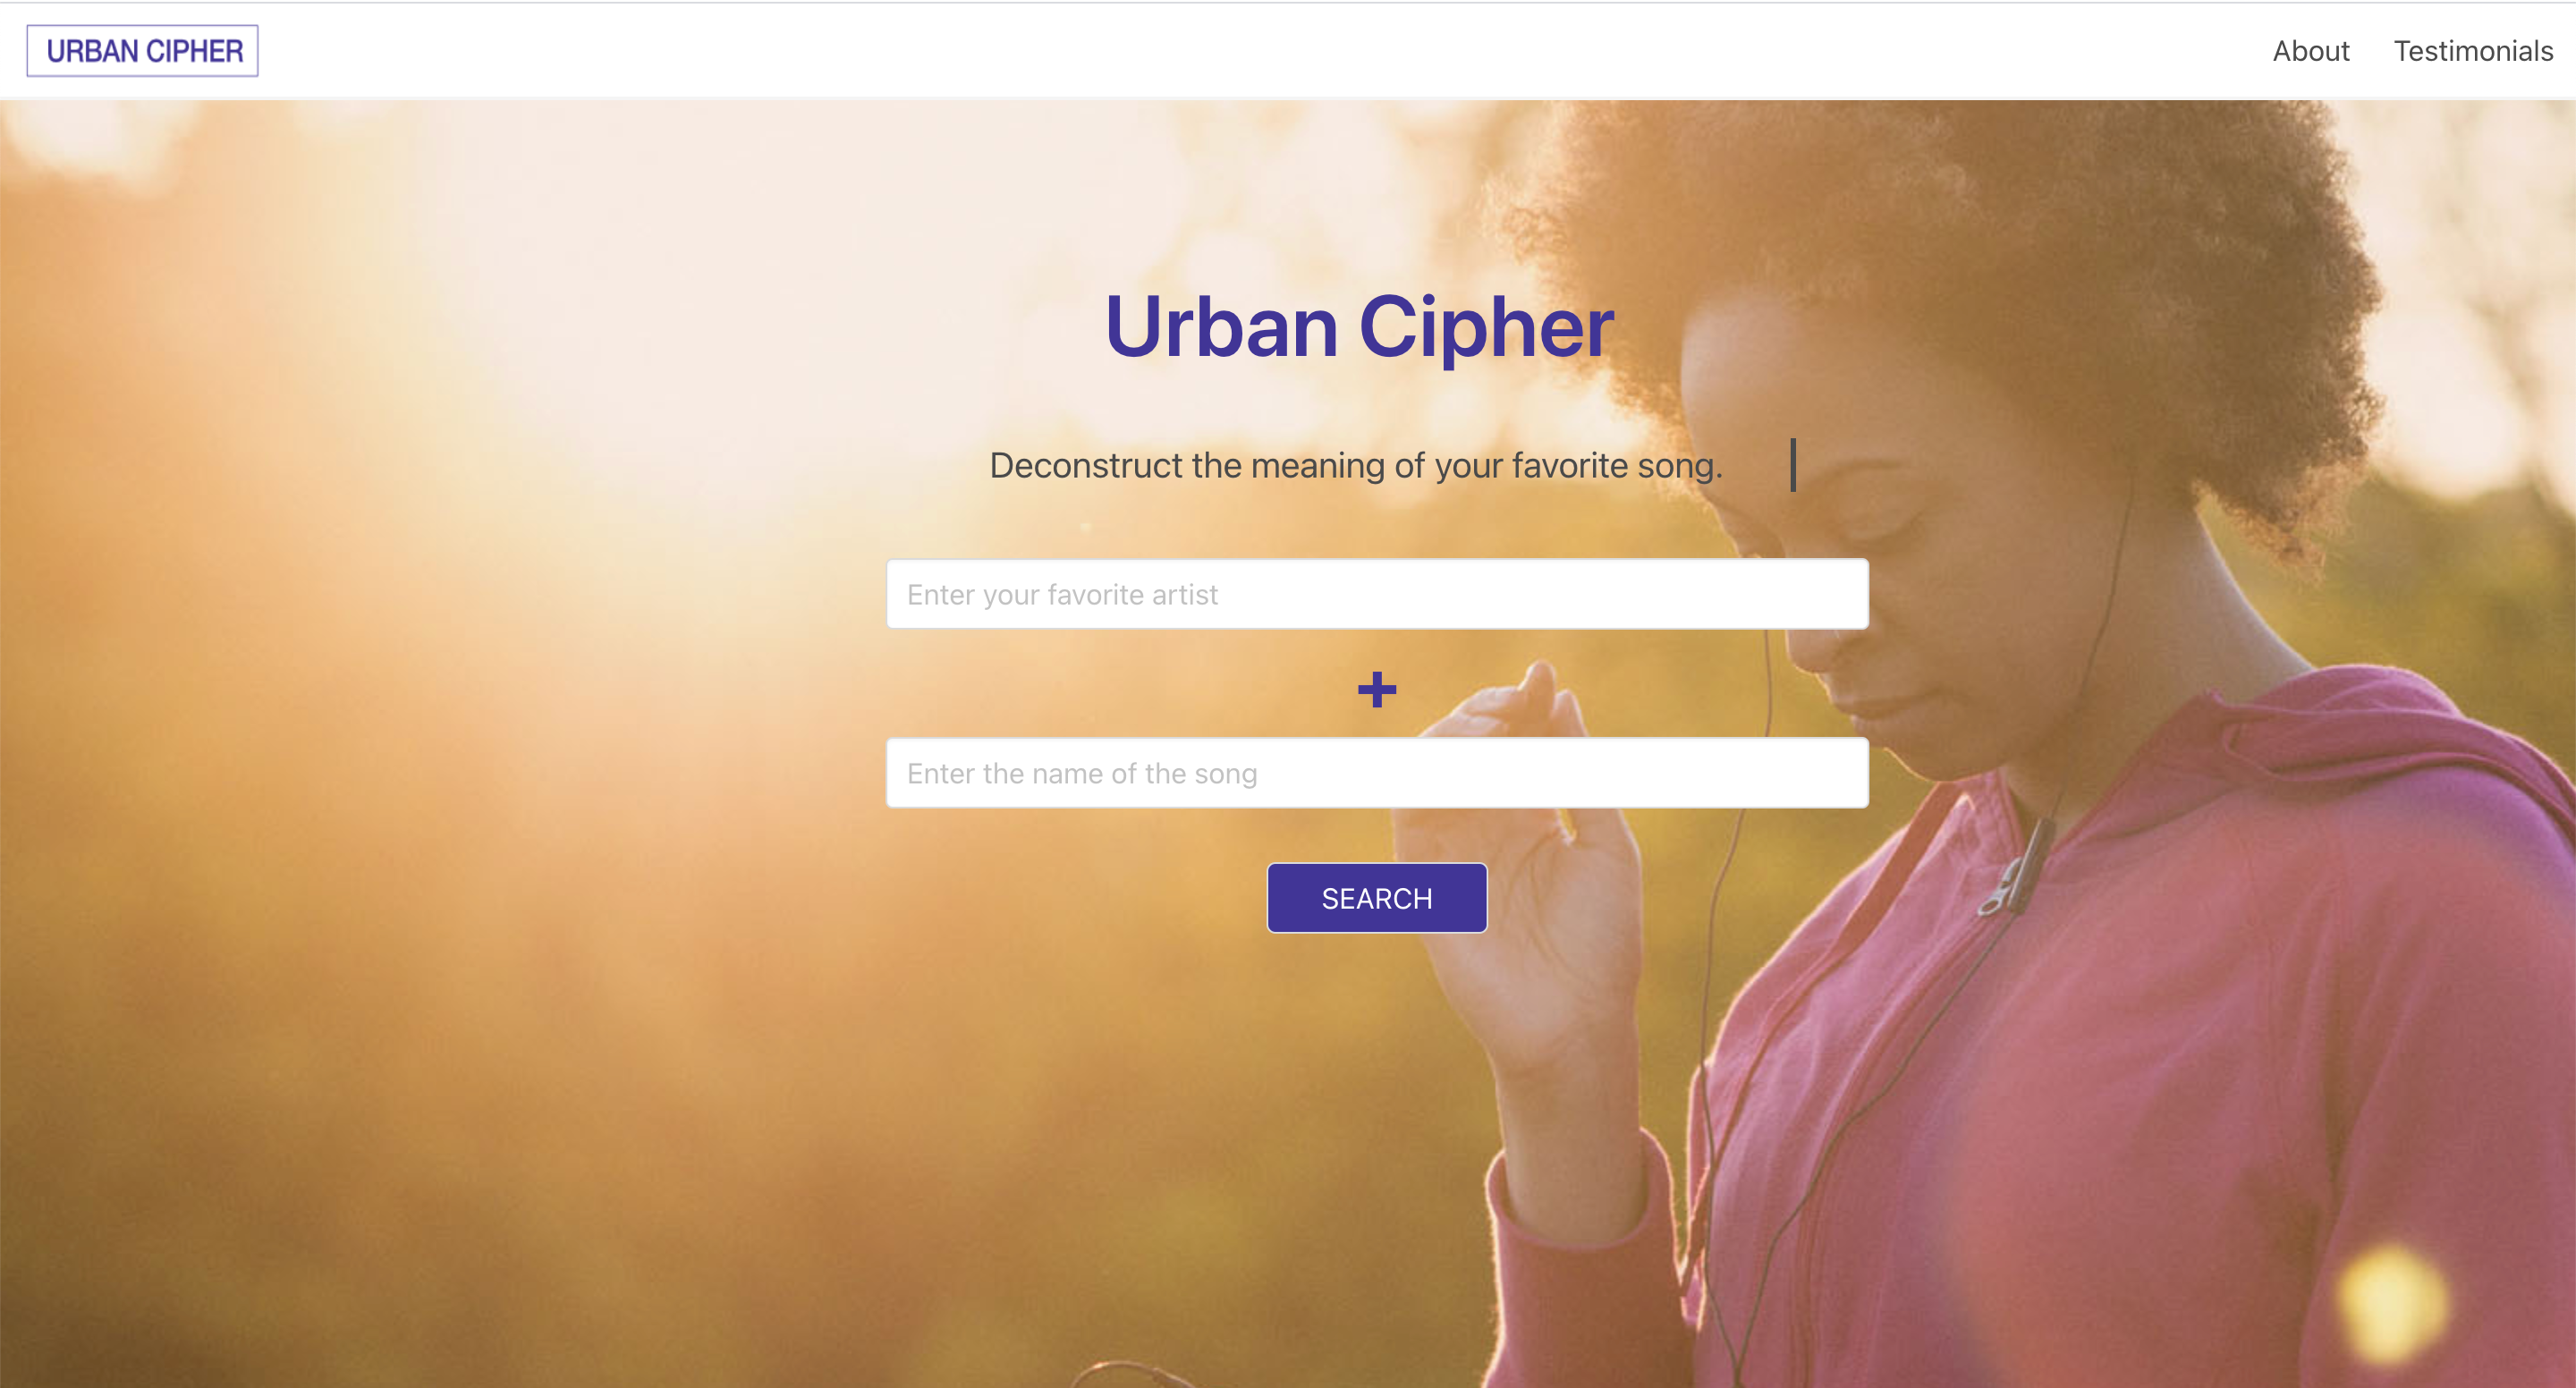 URBAN CIPHER
About Testimonials
Urban Cipher
Deconstruct the meaning of your favorite song.
Enter your favorite artist
+
Enter the name of the song
SEARCH